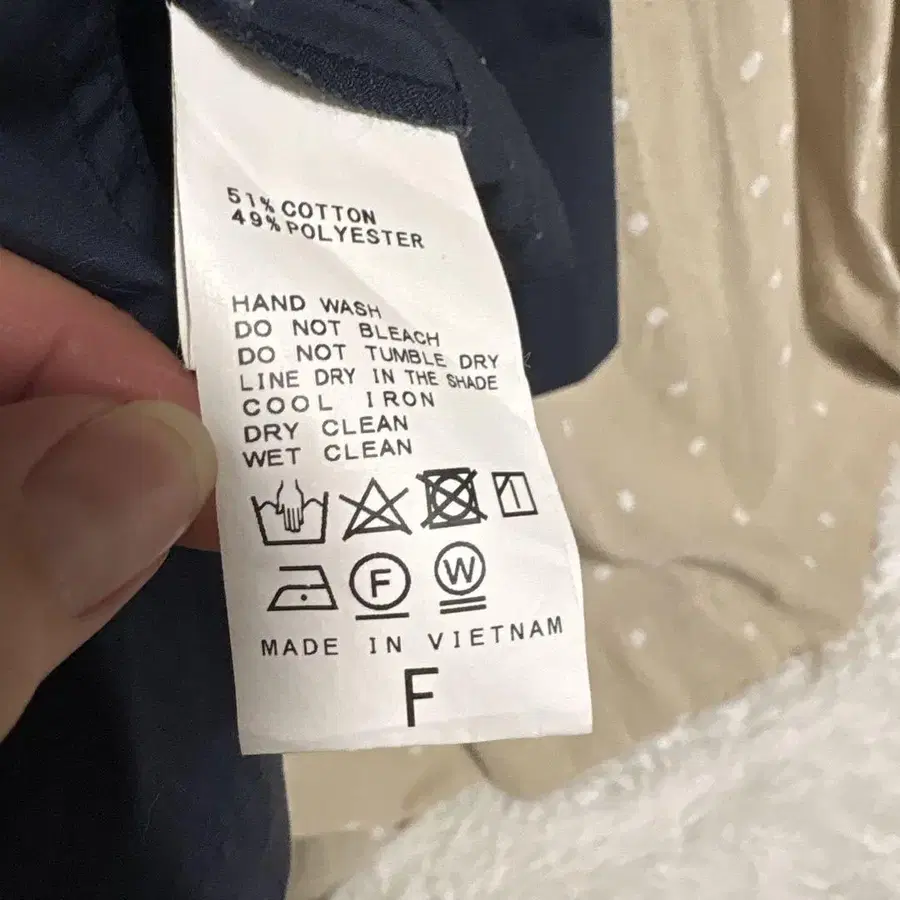 51% COTTON
49% POLYESTER
HAND WASH
DO NOT BLEACH
DO NOT TUMBLE DRY
LINE DRY IN THE SHADE
COOL IRON
DRY CLEAN
WET CLEAN
F W
MADE IN VIETNAM
F